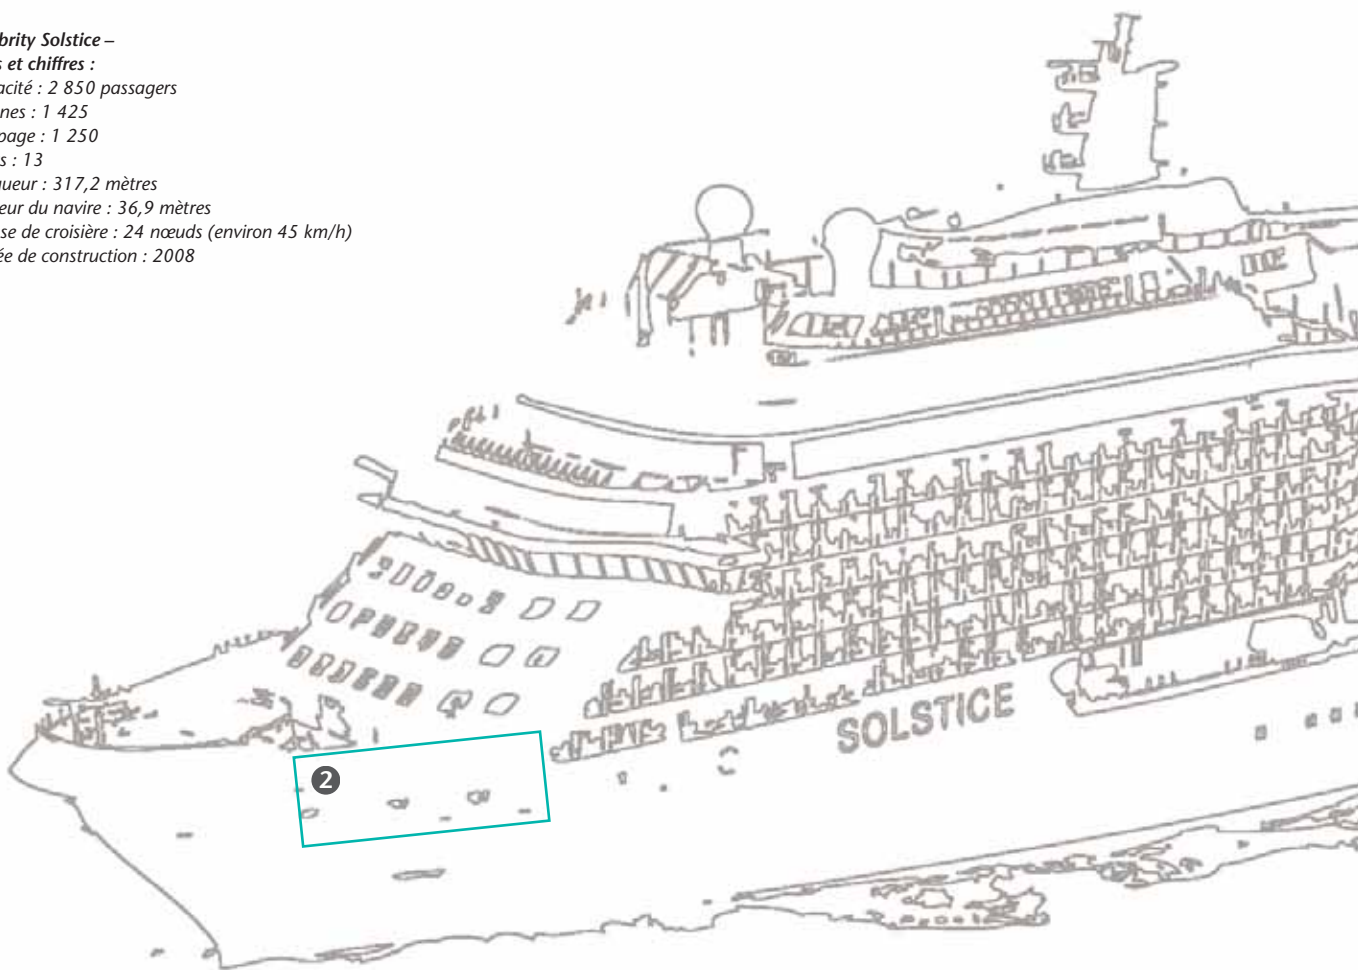 brity Solstice –
s et chiffres :
acité : 2 850 passagers
nes : 1 425
page : 1 250
s : 13
ueur : 317,2 mètres
eur du navire : 36,9 mètres
se de croisière : 24 nœuds (environ 45 km/h)
ée de construction : 2008
SOLSTICE
2